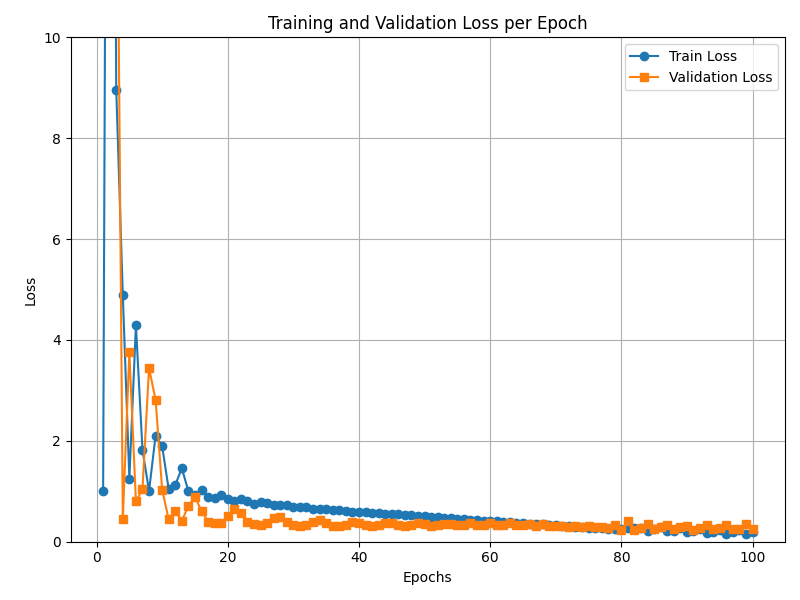 Training and Validation Loss per Epoch
Train Loss
Validation Loss
Loss
10
8
6
4
2
0
0 20 40 60 80 100
Epochs